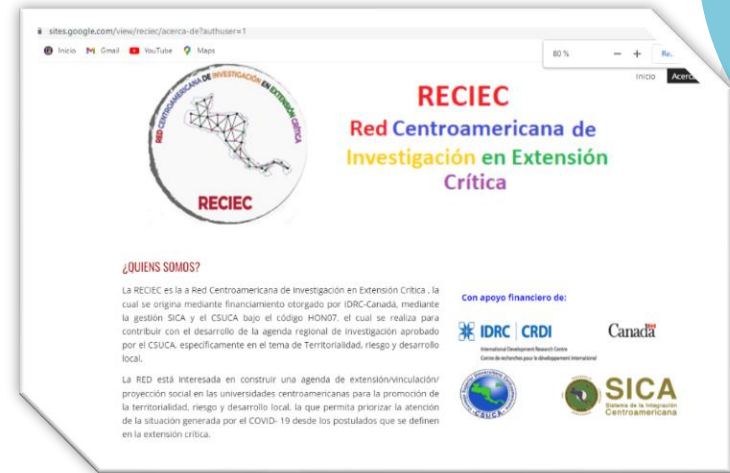 sites.google.com/view/reciec/acerca-de?authuser=1
Inicio Gmail YouTube Maps
80 % − + Re..
Inicio Acerca
RED CENTROAMERICANA DE INVESTIGACIÓN EN EXTENSIÓN CRÍTICA
RECIEC
RECIEC
Red Centroamericana de
Investigación en Extensión
Crítica
¿QUIENS SOMOS?
La RECIEC es la a Red Centroamericana de Investigación en Extensión Crítica , la
cual se origina mediante financiamiento otorgado por IDRC-Canadá, mediante
la gestión SICA y el CSUCA bajo el código HON07. el cual se realiza para
contribuir con el desarrollo de la agenda regional de investigación aprobado
por el CSUCA, específicamente en el tema de Territorialidad, riesgo y desarrollo
local.
La RED está interesada en construir una agenda de extensión/vinculación/
proyección social en las universidades centroamericanas para la promoción de
la territorialidad, riesgo y desarrollo local, la que permita priorizar la atención
de la situación generada por el COVID- 19 desde los postulados que se definen
en la extensión crítica.
Con apoyo financiero de:
IDRC CRDI
International Development Research Centre
Centre de recherches pour le développement international
Canadä
CSUCA
SICA
Sistema de la Integración
Centroamericana